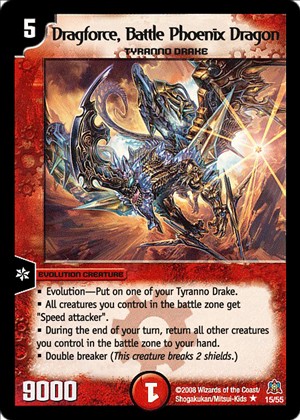 5
Dragforce, Battle Phoenix Dragon
TYRANNO DRAKE
EVOLUTION CREATURE
▪ Evolution—Put on one of your Tyranno Drake.
▪ All creatures you control in the battle zone get
"Speed attacker".
▪ During the end of your turn, return all other creatures
you control in the battle zone to your hand.
▪ Double breaker (This creature breaks 2 shields.)
9000
1
©2008 Wizards of the Coast/
Shogakukan/Mitsui-Kids ★ 15/55